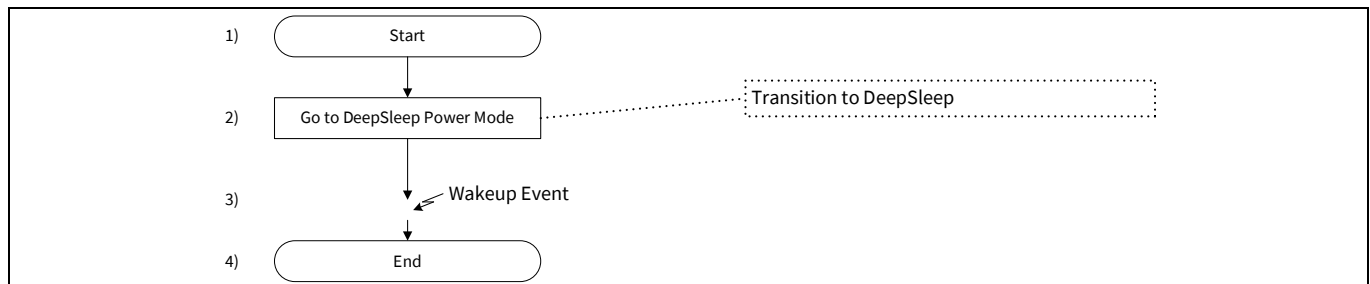 1) Start
2) Go to DeepSleep Power Mode Transition to DeepSleep
3) Wakeup Event
4) End